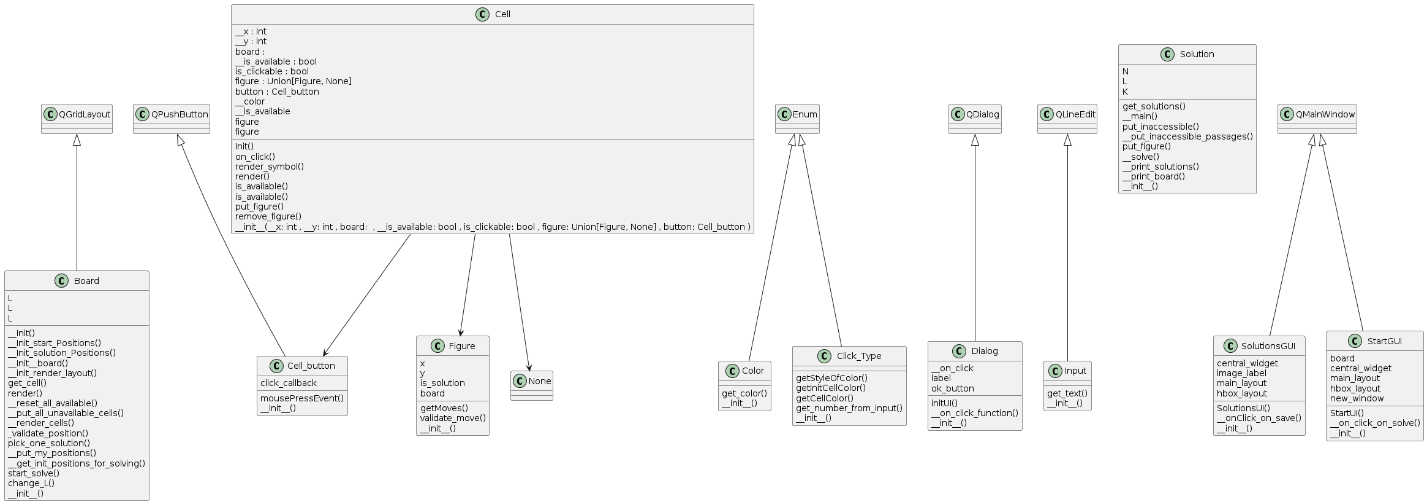 Cell
__x : int
__y : int
board :
__is_available : bool
is_clickable : bool
figure : Union[Figure, None]
button : Cell_button
__color
__is_available
figure
figure
Init()
on_click()
render_symbol()
render()
is_available()
is_available()
put_figure()
remove_figure()
__init__(__x: int , __y: int , board:  , __is_available: bool , is_clickable: bool , figure: Union[Figure, None] , button: Cell_button )
Solution
N
L
K
get_solutions()
__main()
put_inaccessible()
__put_inaccessible_passages()
put_figure()
__solve()
__print_solutions()
__print_board()
__init__()
QGridLayout
QPushButton
Enum
QDialog
QLineEdit
QMainWindow
Board
L
L
L
__Init()
__Init_start_Positions()
__Init_solution_Positions()
__Init__board()
__init_render_layout()
get_cell()
render()
__reset_all_available()
__put_all_unavailable_cells()
__render_cells()
_validate_position()
pick_one_solution()
__put_my_positions()
__get_init_positions_for_solving()
start_solve()
change_L()
__init__()
Cell_button
click_callback
mousePressEvent()
__init__()
Figure
x
y
is_solution
board
getMoves()
validate_move()
__init__()
None
Color
get_color()
__init__()
Click_Type
getStyleOfColor()
getInitCellColor()
getCellColor()
get_number_from_input()
__init__()
Dialog
__on_click
label
ok_button
initUI()
__on_click_function()
__init__()
Input
get_text()
__init__()
SolutionsGUI
central_widget
image_label
main_layout
hbox_layout
SolutionsUI()
__onClick_on_save()
__init__()
StartGUI
board
central_widget
main_layout
hbox_layout
new_window
StartUI()
__on_click_on_solve()
__init__()